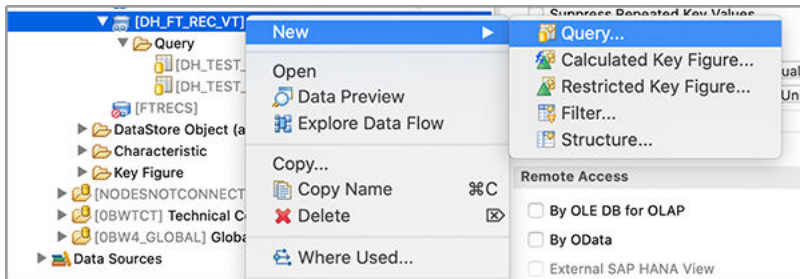 [DH_FT_REC_VT]
Query
[DH_TEST_
[DH_TEST_
[FTRECS]
DataStore Object (a
Characteristic
Key Figure
[NODESNOTCONNECT
[0BWTCT] Technical C
[0BW4_GLOBAL] Globa
Data Sources
New
Open
Data Preview
Explore Data Flow
Copy...
Copy Name ⌘C
Delete ⌦
Where Used...
Suppress Repeated Key Values
Query...
Calculated Key Figure...
Restricted Key Figure...
Filter...
Structure...
Remote Access
By OLE DB for OLAP
By OData
External SAP HANA View